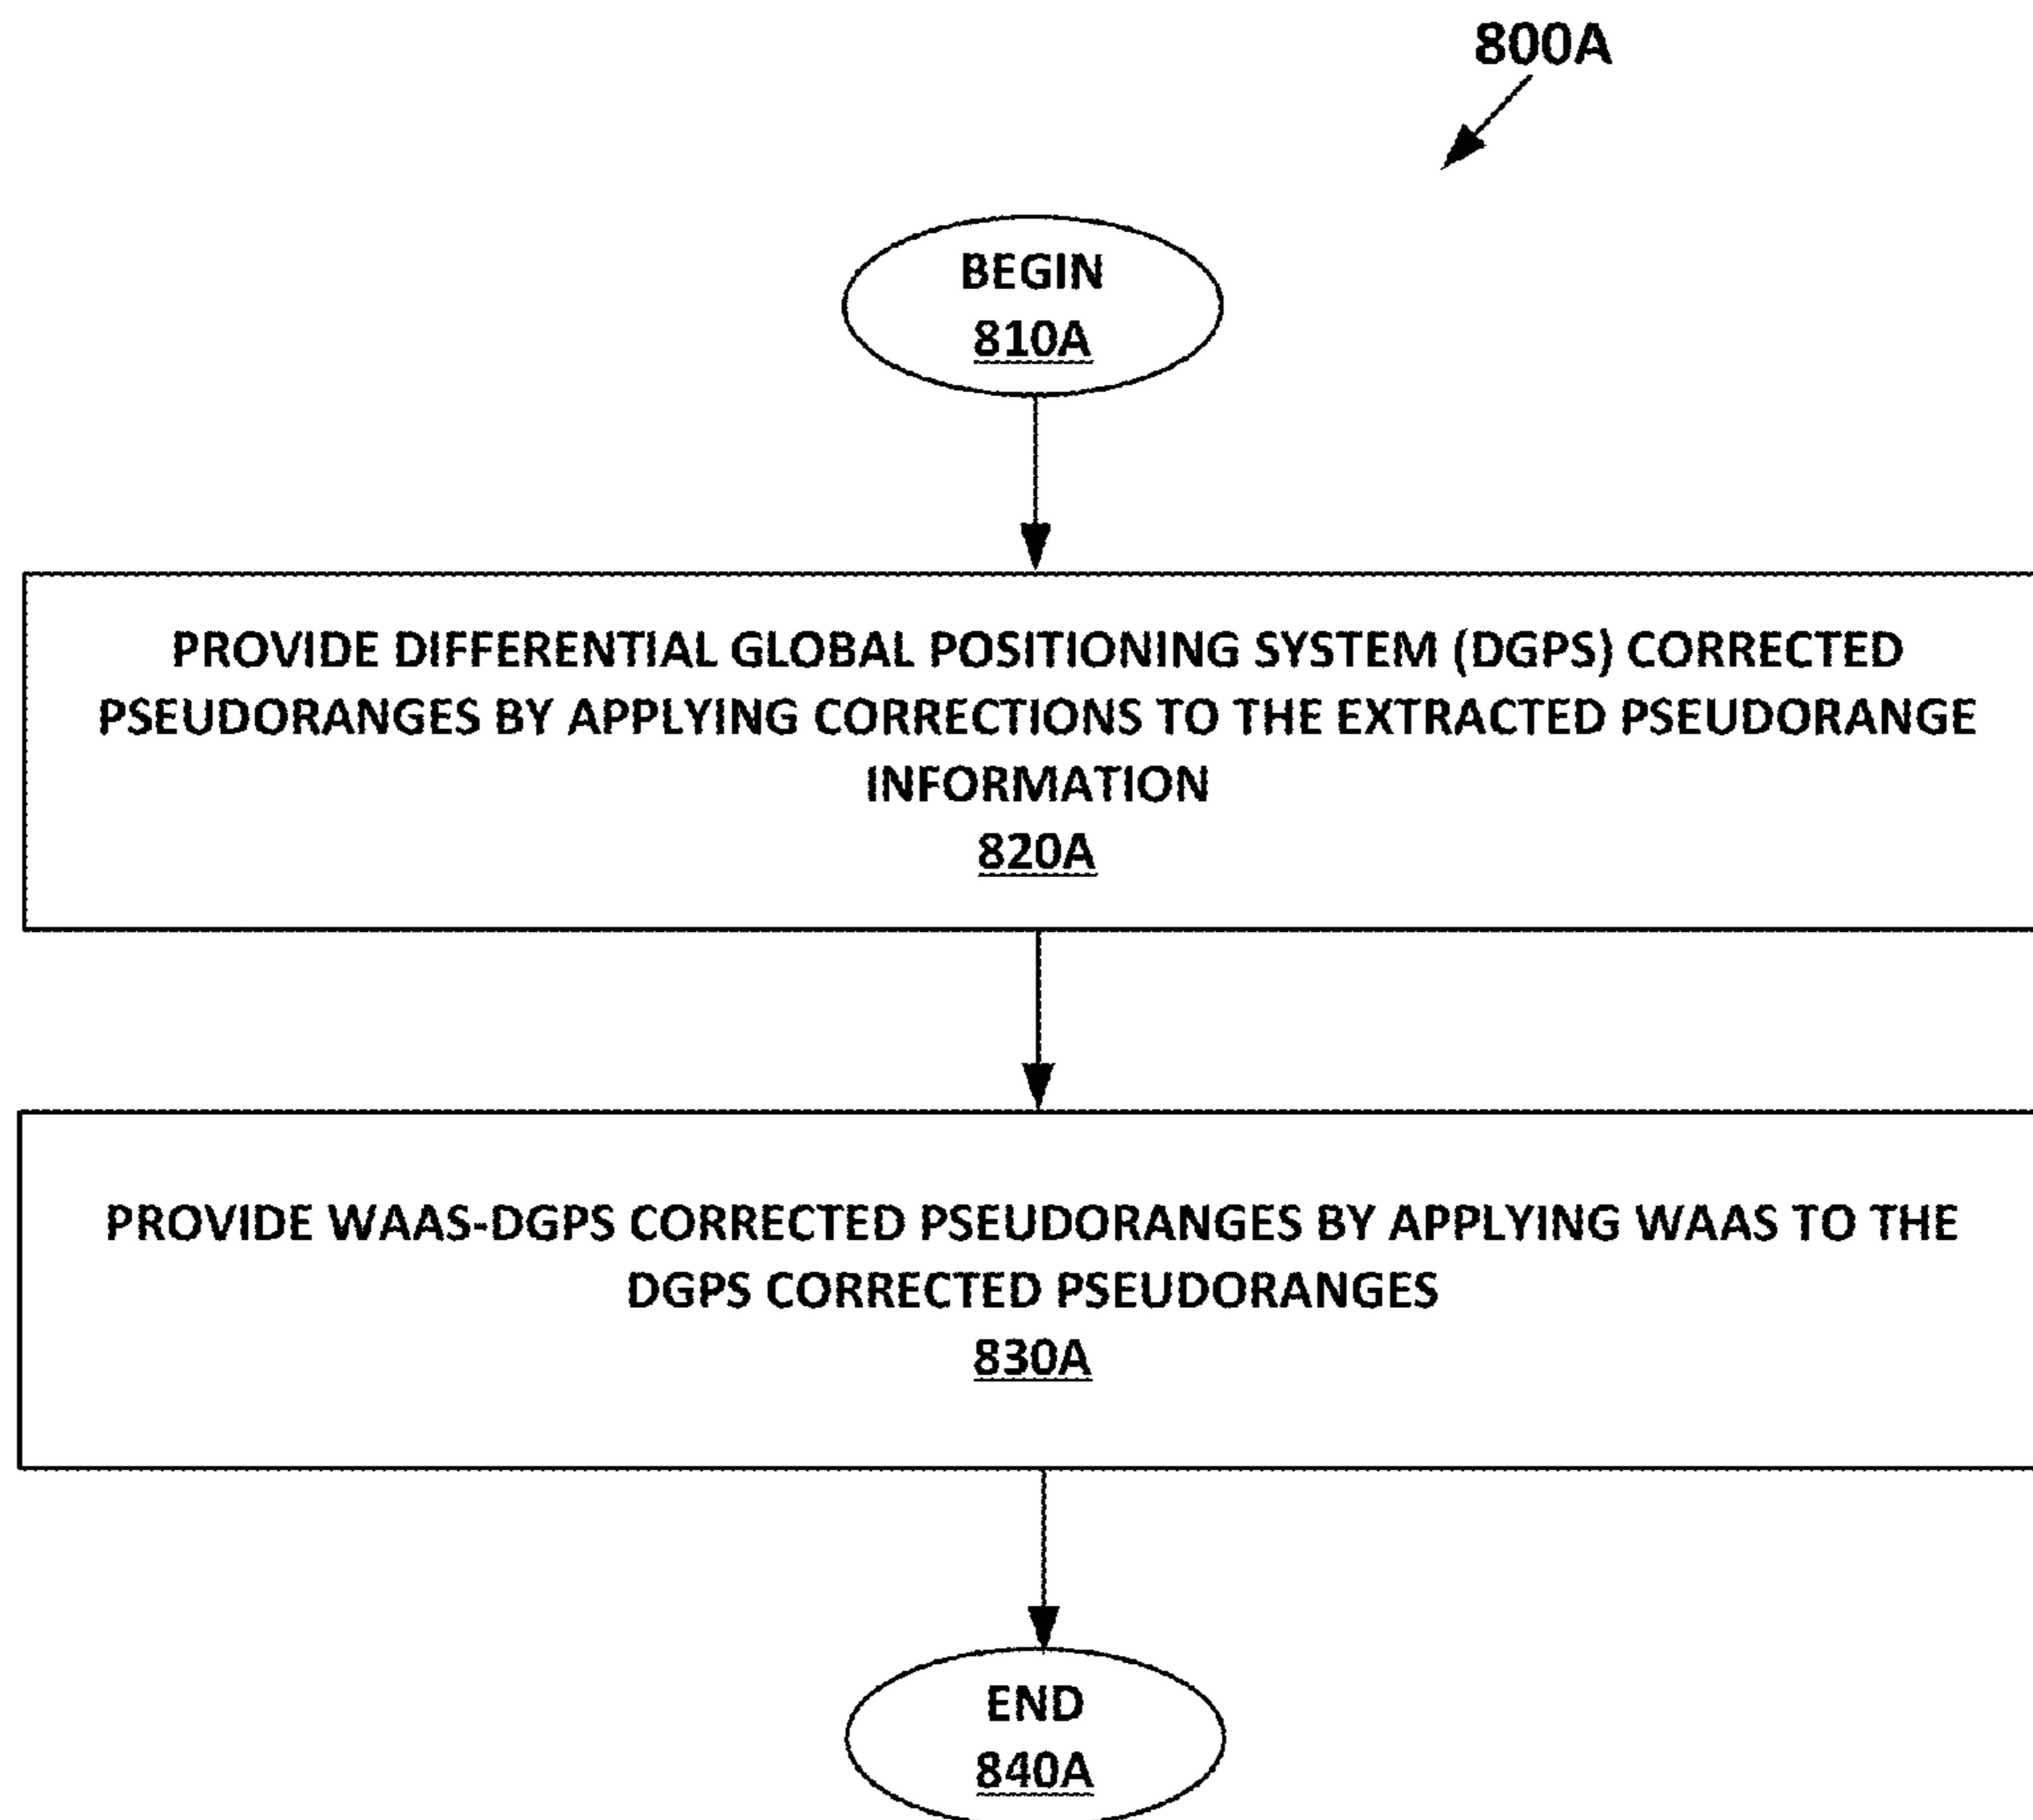 800A
BEGIN
810A
PROVIDE DIFFERENTIAL GLOBAL POSITIONING SYSTEM (DGPS) CORRECTED
PSEUDORANGES BY APPLYING CORRECTIONS TO THE EXTRACTED PSEUDORANGE
INFORMATION
820A
PROVIDE WAAS-DGPS CORRECTED PSEUDORANGES BY APPLYING WAAS TO THE
DGPS CORRECTED PSEUDORANGES
830A
END
840A